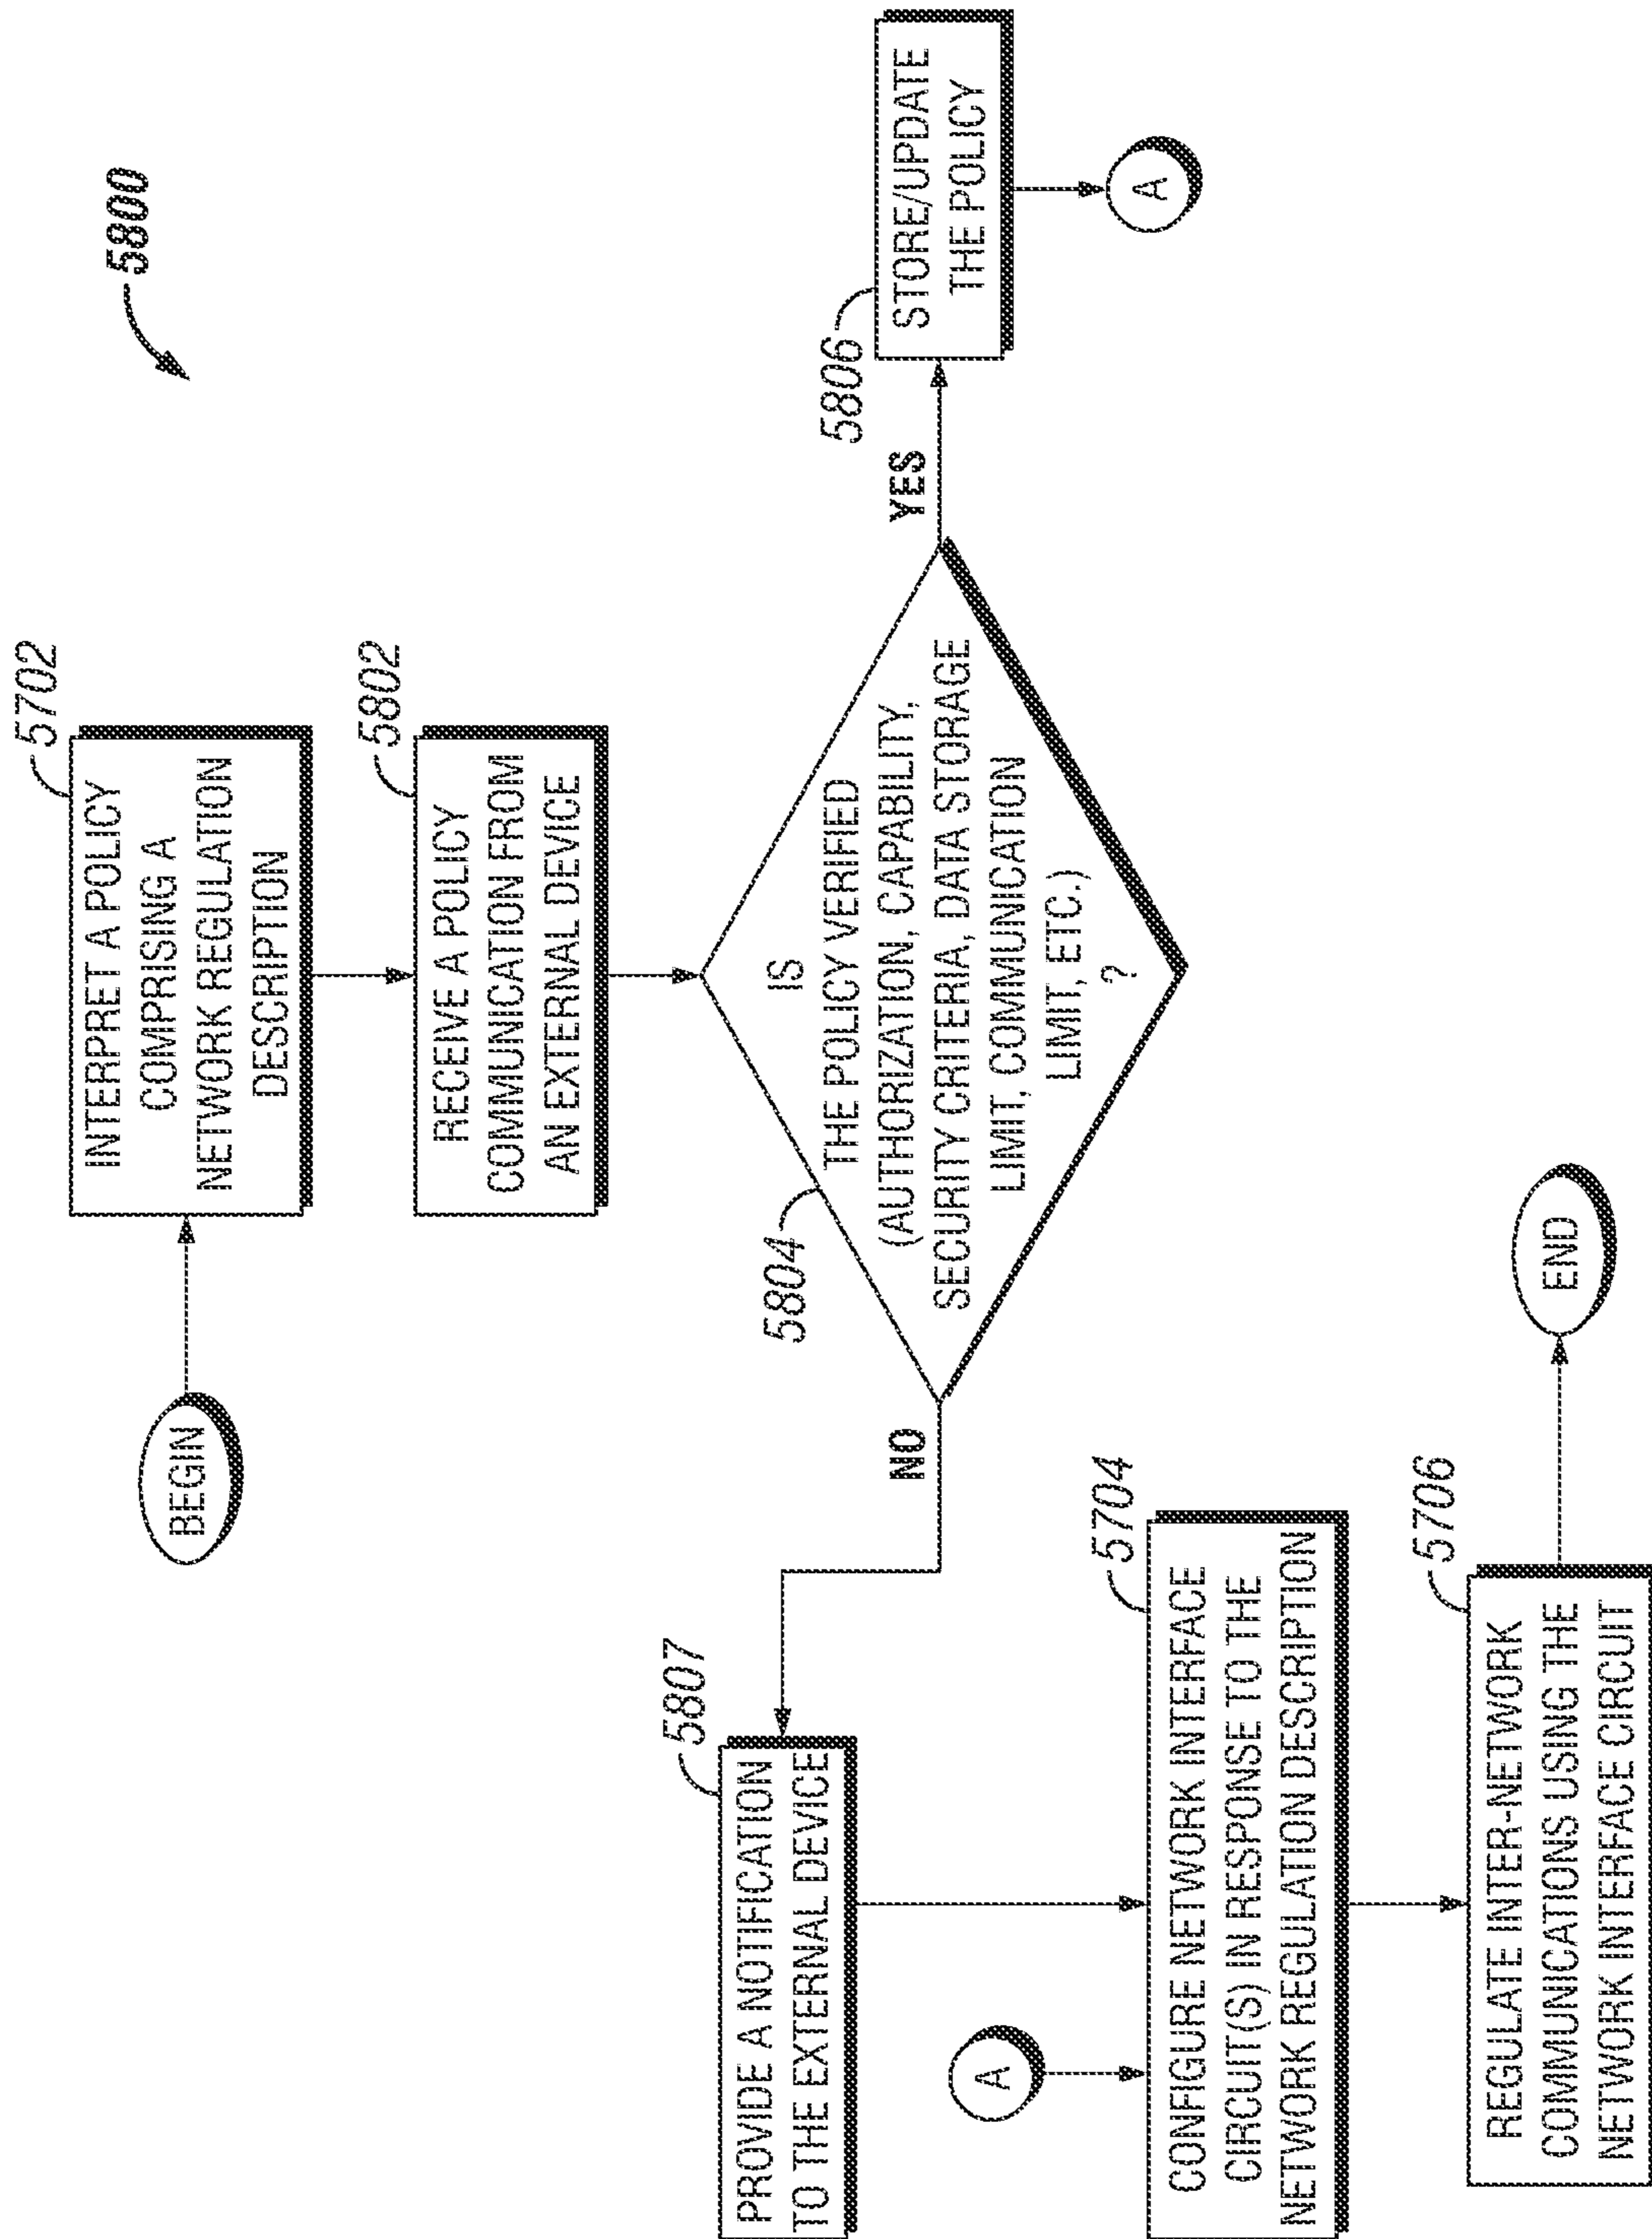 5800
BEGIN
5702
INTERPRET A POLICY
COMPRISING A
NETWORK REGULATION
DESCRIPTION
5802
RECEIVE A POLICY
COMMUNICATION FROM
AN EXTERNAL DEVICE
5804
IS
THE POLICY VERIFIED
(AUTHORIZATION, CAPABILITY,
SECURITY CRITERIA, DATA STORAGE
LIMIT, COMMUNICATION
LIMIT, ETC.)
?
YES
5806
STORE/UPDATE
THE POLICY
A
NO
5807
PROVIDE A NOTIFICATION
TO THE EXTERNAL DEVICE
A
5704
CONFIGURE NETWORK INTERFACE
CIRCUIT(S) IN RESPONSE TO THE
NETWORK REGULATION DESCRIPTION
5706
REGULATE INTER-NETWORK
COMMUNICATIONS USING THE
NETWORK INTERFACE CIRCUIT
END